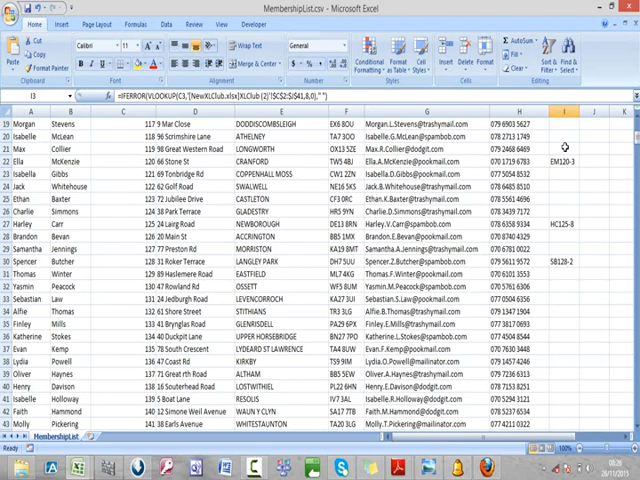 MembershipList.csv - Microsoft Excel
Home Insert Page Layout Formulas Data Review View Developer
Cut
Copy
Format Painter
Clipboard
Calibri 11
Font
Wrap Text
Merge & Center
Alignment
General
Number
Conditional Formatting Format as Table Cell Styles
Styles
Insert Delete Format
Cells
AutoSum
Fill
Clear
Sort & Filter Find & Select
Editing
I3 =IFERROR(VLOOKUP(C3,'[NewXLClub.xlsx]XLClub (2)'!$C$2:$J$41,8,0)," ")
A B C D E F G H I J K
19 Morgan Stevens 117 9 Mar Close DODDISCOMBSLEIGH EX6 8OU Morgan.L.Stevens@trashymail.com 079 6903 5627
20 Isabelle McLean 118 96 Scrimshire Lane ATHELNEY TA7 3OO Isabelle.G.McLean@spambob.com 078 2713 1749
21 Max Collier 119 98 Great Western Road LONGWORTH OX13 5ZE Max.R.Collier@dodgit.com 079 2468 6469
22 Ella McKenzie 120 66 Stone St CRANFORD TW5 4BJ Ella.A.McKenzie@pookmail.com 070 1719 6783 EM120-3
23 Isabella Gibbs 121 69 Tonbridge Rd COPPENHALL MOSS CW1 2ZN Isabella.D.Gibbs@pookmail.com 077 5054 8532
24 Jack Whitehouse 122 62 Golf Road SWALWELL NE16 5KS Jack.B.Whitehouse@trashymail.com 078 6485 8510
25 Ethan Baxter 123 72 Jubilee Drive CASTLETON CF3 0RC Ethan.K.Baxter@trashymail.com 078 5561 4696
26 Charlie Simmons 124 38 Park Terrace GLADESTRY HR5 9YN Charlie.D.Simmons@trashymail.com 078 3439 7172
27 Harley Carr 125 24 Lairg Road NEWBOROUGH DE13 8RN Harley.V.Carr@spambob.com 078 6358 9334 HC125-8
28 Brandon Bevan 126 20 Main St ACCRINGTON BB5 1MX Brandon.E.Bevan@pookmail.com 079 4040 5129
29 Samantha Jennings 127 77 Preston Rd MORRISTON KA19 8MT Samantha.A.Jennings@trashymail.com 070 6781 0022
30 Spencer Butcher 128 31 Roker Terrace LANGLEY PARK DH7 5UU Spencer.Z.Butcher@spambob.com 079 5611 9572 SB128-2
31 Thomas Winter 129 89 Haslemere Road EASTFIELD ML7 4KG Thomas.F.Winter@pookmail.com 070 6101 3553
32 Yasmin Peacock 130 47 Rowland Rd OSSETT WF5 8UM Yasmin.M.Peacock@spambob.com 079 0631 2764
33 Sebastian Law 131 24 Jedburgh Road LEVENCORROCH KA27 3UI Sebastian.S.Law@pookmail.com 077 0504 6356
34 Alfie Thomas 132 61 Shore Street STITHIANS TR3 3LG Alfie.B.Thomas@trashymail.com 079 1347 1904
35 Finley Mills 133 41 Brynglas Road GLENRISDELL PA29 6PX Finley.E.Mills@trashymail.com 077 3817 0693
36 Katherine Stokes 134 40 Duckpit Lane UPPER HORSEBRIDGE BN27 7PO Katherine.L.Stokes@pookmail.com 077 4504 8544
37 Evan Kemp 135 58 South Crescent LYDEARD ST LAWRENCE TA4 8UW Evan.F.Kemp@pookmail.com 070 7630 3448
38 Lydia Powell 136 12 Coast Rd KIRKBY TS9 9IM Lydia.O.Powell@mailinator.com 079 1457 4246
39 Oliver Haynes 137 71 Great rth Road ALTHAM BB5 5EW Oliver.A.Haynes@trashymail.com 079 7236 6313
40 Henry Davison 138 16 Souterhead Road LOSTWITHIEL PL22 6HN Henry.E.Davison@dodgit.com 078 7153 8251
41 Isabella Holloway 139 5 Boat Lane RESOLIS IV7 3AL Isabella.R.Holloway@dodgit.com 070 5294 3121
42 Faith Hammond 140 12 Simone Weil Avenue WAUN Y CLYN SA17 7TB Faith.M.Hammond@dodgit.com 078 5237 6534
43 Molly Pickering 141 38 Earls Avenue WHITESTAUNTON TA20 3LD Molly.T.Pickering@mailinator.com 077 4211 0322
MembershipList
Ready 100%
08:26
26/11/2015